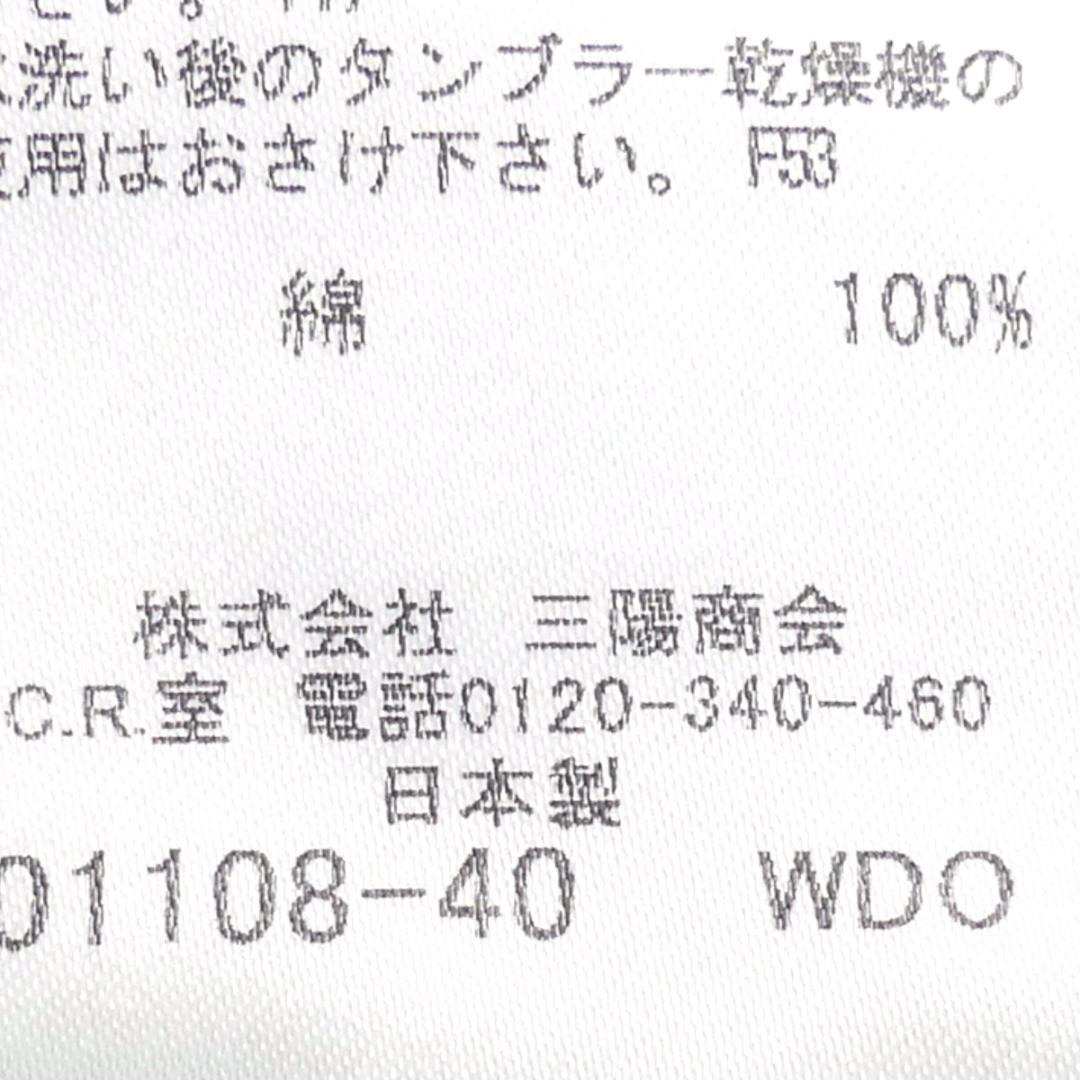 洗い後のタンブラー乾燥機の
使用はおさけ下さい。 F53
綿 100%
株式会社 三陽商会
C.R.室 電話0120-340-460
日本製
01108-40 WDO